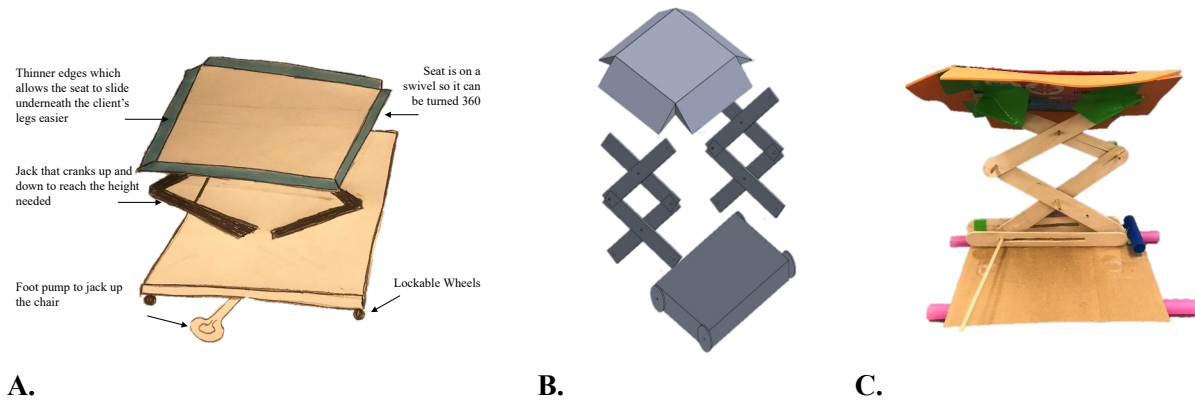 Thinner edges which
allows the seat to slide
underneath the client's
legs easier
Seat is on a
swivel so it can
be turned 360
Jack that cranks up and
down to reach the height
needed
Foot pump to jack up
the chair
Lockable Wheels
A.
B.
C.